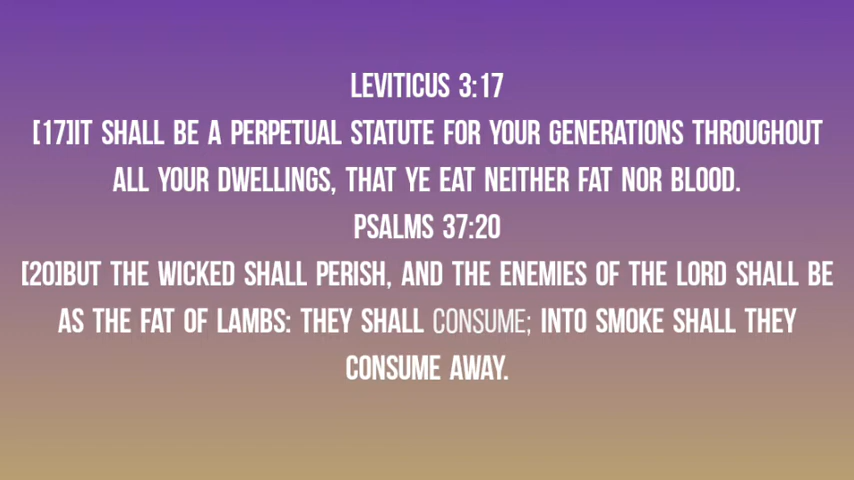 LEVITICUS 3:17
[17]IT SHALL BE A PERPETUAL STATUTE FOR YOUR GENERATIONS THROUGHOUT
ALL YOUR DWELLINGS, THAT YE EAT NEITHER FAT NOR BLOOD.
PSALMS 37:20
[20]BUT THE WICKED SHALL PERISH, AND THE ENEMIES OF THE LORD SHALL BE
AS THE FAT OF LAMBS: THEY SHALL CONSUME; INTO SMOKE SHALL THEY
CONSUME AWAY.